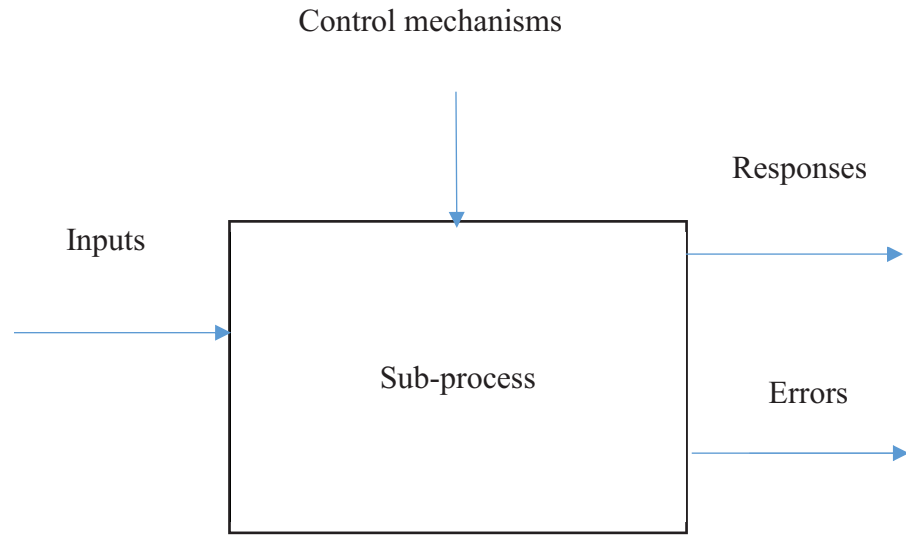 Control mechanisms
Responses
Inputs
Sub-process
Errors